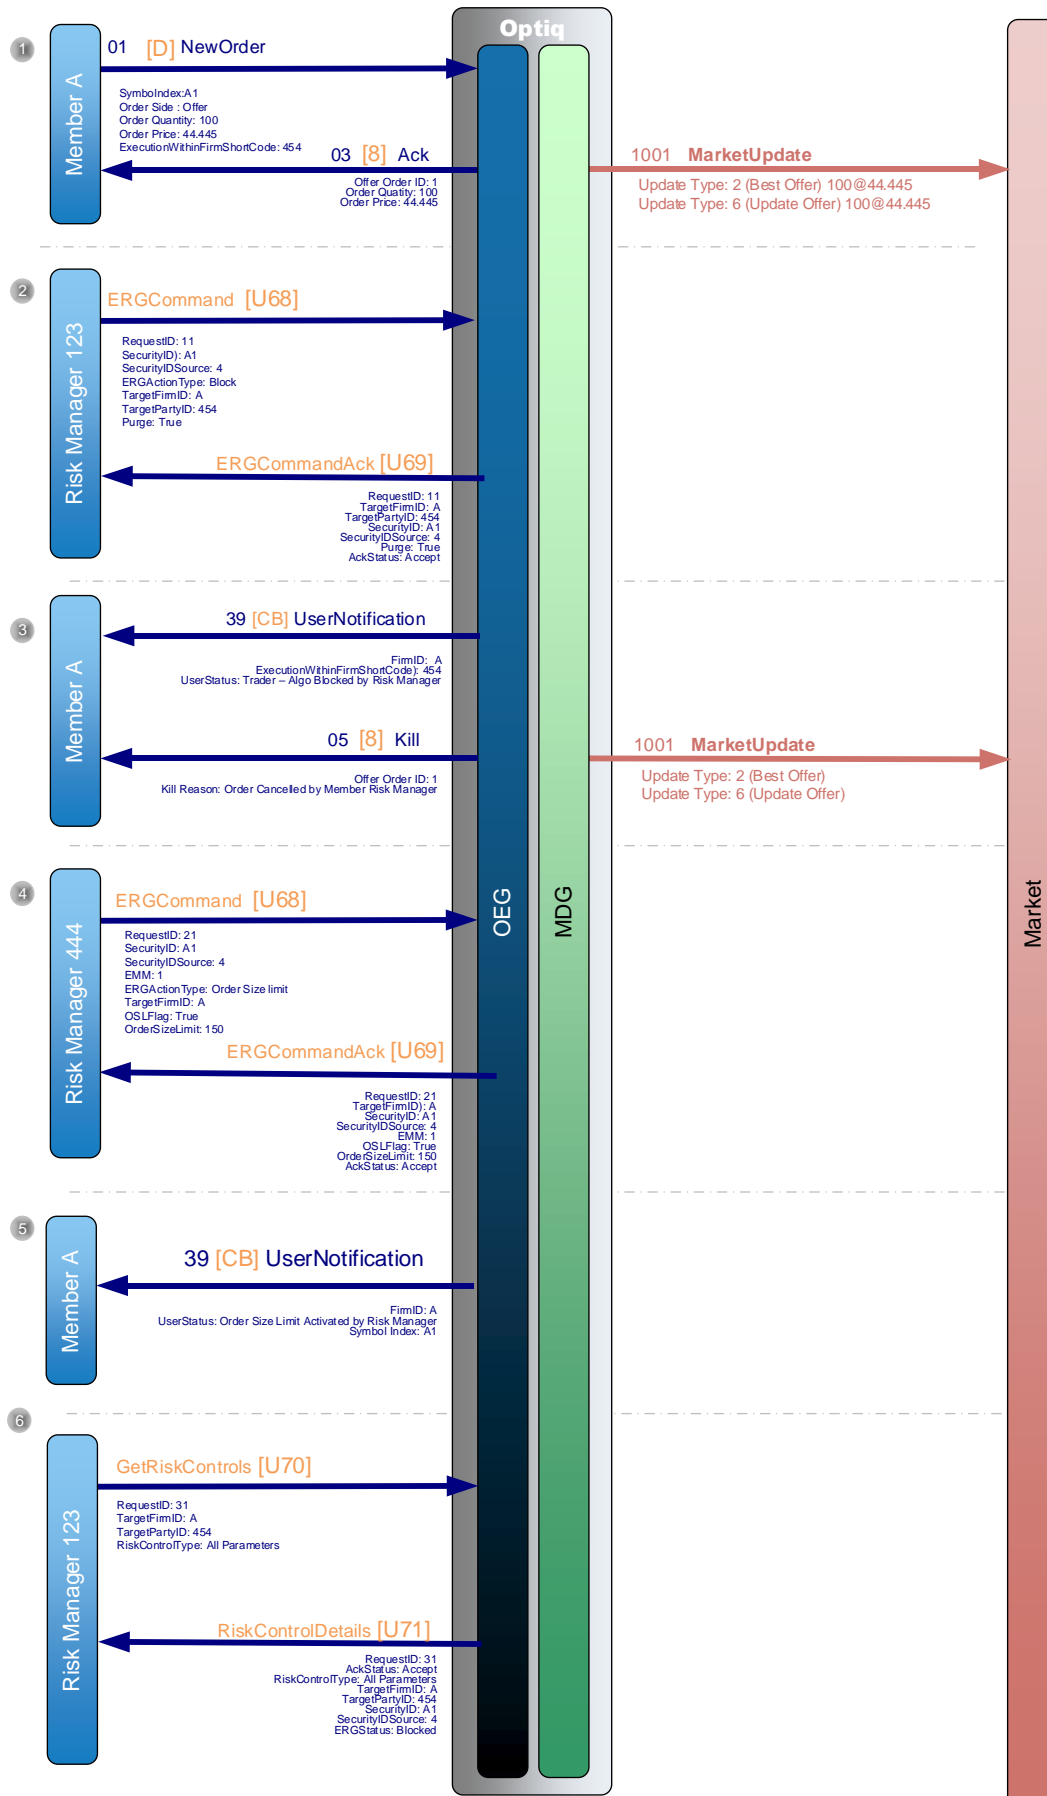 Optiq
1
Member A
01 [D] NewOrder
SymboIndex:A1
Order Side : Offer
Order Quantity: 100
Order Price: 44.445
ExecutionWithinFirmShortCode: 454
03 [8] Ack
Offer Order ID: 1
Order Quatity: 100
Order Price: 44.445
1001 MarketUpdate
Update Type: 2 (Best Offer) 100@44.445
Update Type: 6 (Update Offer) 100@44.445
2
Risk Manager 123
ERGCommand [U68]
RequestID: 11
SecurityID): A1
SecurityIDSource: 4
ERGActionType: Block
TargetFirmID: A
TargetPartyID: 454
Purge: True
ERGCommandAck [U69]
RequestID: 11
TargetFirmID: A
TargetPartyID: 454
SecurityID: A1
SecurityIDSource: 4
Purge: True
AckStatus: Accept
3
Member A
39 [CB] UserNotification
FirmID: A
ExecutionWithinFirmShortCode): 454
UserStatus: Trader – Algo Blocked by Risk Manager
05 [8] Kill
Offer Order ID: 1
Kill Reason: Order Cancelled by Member Risk Manager
1001 MarketUpdate
Update Type: 2 (Best Offer)
Update Type: 6 (Update Offer)
4
Risk Manager 444
ERGCommand [U68]
RequestID: 21
SecurityID: A1
SecurityIDSource: 4
EMM: 1
ERGActionType: Order Size limit
TargetFirmID: A
OSLFlag: True
OrderSizeLimit: 150
ERGCommandAck [U69]
RequestID: 21
TargetFirmID): A
SecurityID: A1
SecurityIDSource: 4
EMM: 1
OSLFlag: True
OrderSizeLimit: 150
AckStatus: Accept
OEG
MDG
Market
5
Member A
39 [CB] UserNotification
FirmID: A
UserStatus: Order Size Limit Activated by Risk Manager
Symbol Index: A1
6
Risk Manager 123
GetRiskControls [U70]
RequestID: 31
TargetFirmID: A
TargetPartyID: 454
RiskControlType: All Parameters
RiskControlDetails [U71]
RequestID: 31
AckStatus: Accept
RiskControlType: All Parameters
TargetFirmID: A
TargetPartyID: 454
SecurityID: A1
SecurityIDSource: 4
ERGStatus: Blocked